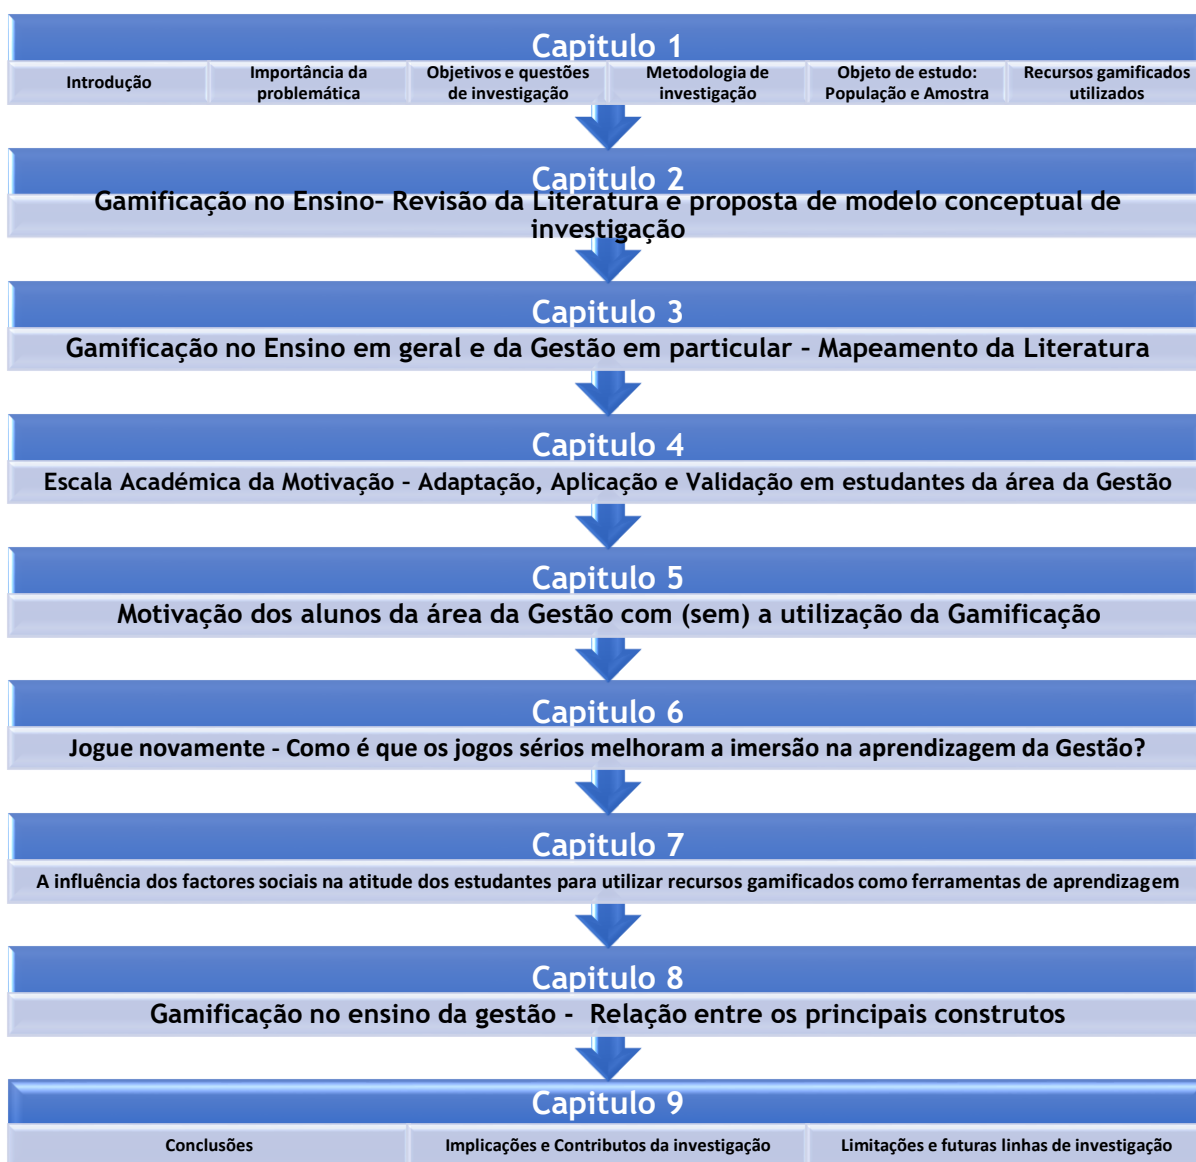 Capitulo 1
Introdução
Importância da
problemática
Objetivos e questões
de investigação
Metodologia de
investigação
Objeto de estudo:
População e Amostra
Recursos gamificados
utilizados
Capitulo 2
Gamificação no Ensino– Revisão da Literatura e proposta de modelo conceptual de
investigação
Capitulo 3
Gamificação no Ensino em geral e da Gestão em particular – Mapeamento da Literatura
Capitulo 4
Escala Académica da Motivação – Adaptação, Aplicação e Validação em estudantes da área da Gestão
Capitulo 5
Motivação dos alunos da área da Gestão com (sem) a utilização da Gamificação
Capitulo 6
Jogue novamente - Como é que os jogos sérios melhoram a imersão na aprendizagem da Gestão?
Capitulo 7
A influência dos factores sociais na atitude dos estudantes para utilizar recursos gamificados como ferramentas de aprendizagem
Capitulo 8
Gamificação no ensino da gestão - Relação entre os principais construtos
Capitulo 9
Conclusões
Implicações e Contributos da investigação
Limitações e futuras linhas de investigação